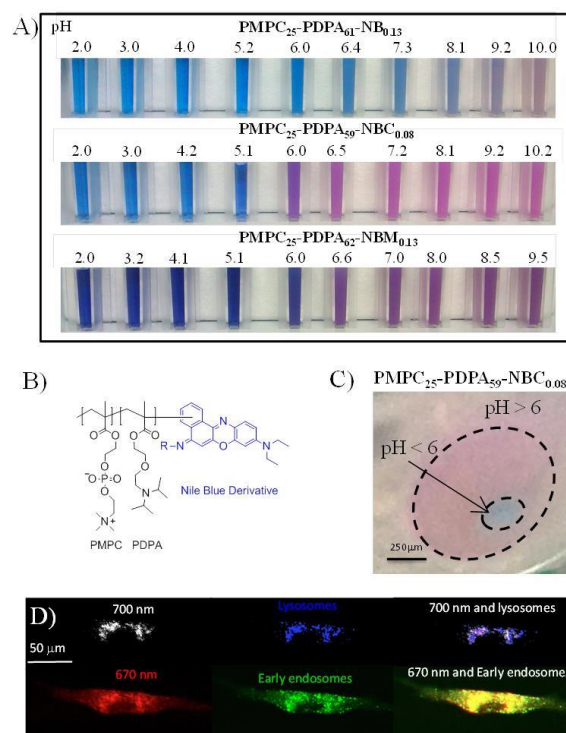 A)
pH
PMPC25-PDPA61-NB0.13
2.0 3.0 4.0 5.2 6.0 6.4 7.3 8.1 9.2 10.0
PMPC25-PDPA59-NBC0.08
2.0 3.0 4.2 5.1 6.0 6.5 7.2 8.1 9.2 10.2
PMPC25-PDPA62-NBM0.13
2.0 3.2 4.1 5.1 6.0 6.6 7.0 8.0 8.5 9.5
B)
O O N
R-N O N
O O
Nile Blue Derivative
O
⁻O-P=O
O N
N⁺
PMPC PDPA
C) PMPC25-PDPA59-NBC0.08
pH > 6
pH < 6
250 μm
D)
700 nm Lysosomes 700 nm and lysosomes
50 μm
670 nm Early endosomes 670 nm and Early endosome